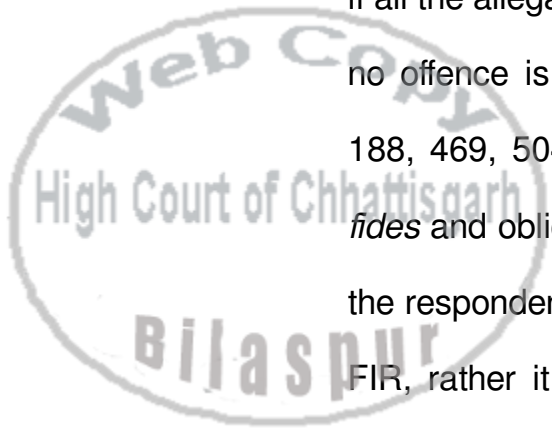 If all the allega
no offence is
188, 469, 504
fides and obli
the responden
FIR, rather it
Web Copy
High Court of Chhattisgarh
Bilaspur